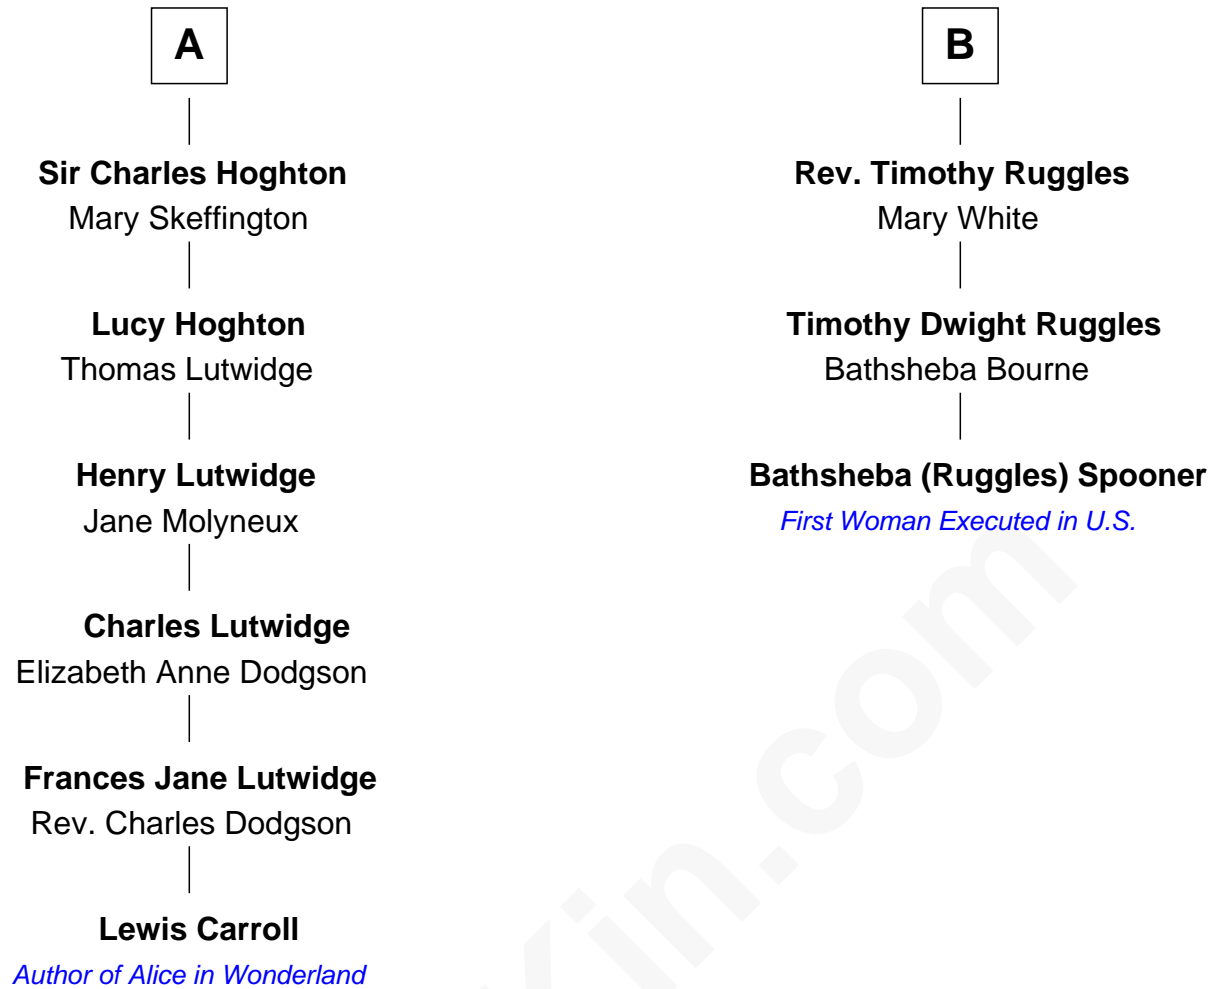 A
Sir Charles Hoghton
Mary Skeffington
Lucy Hoghton
Thomas Lutwidge
Henry Lutwidge
Jane Molyneux
Charles Lutwidge
Elizabeth Anne Dodgson
Frances Jane Lutwidge
Rev. Charles Dodgson
Lewis Carroll
Author of Alice in Wonderland
B
Rev. Timothy Ruggles
Mary White
Timothy Dwight Ruggles
Bathsheba Bourne
Bathsheba (Ruggles) Spooner
First Woman Executed in U.S.
Kin.com